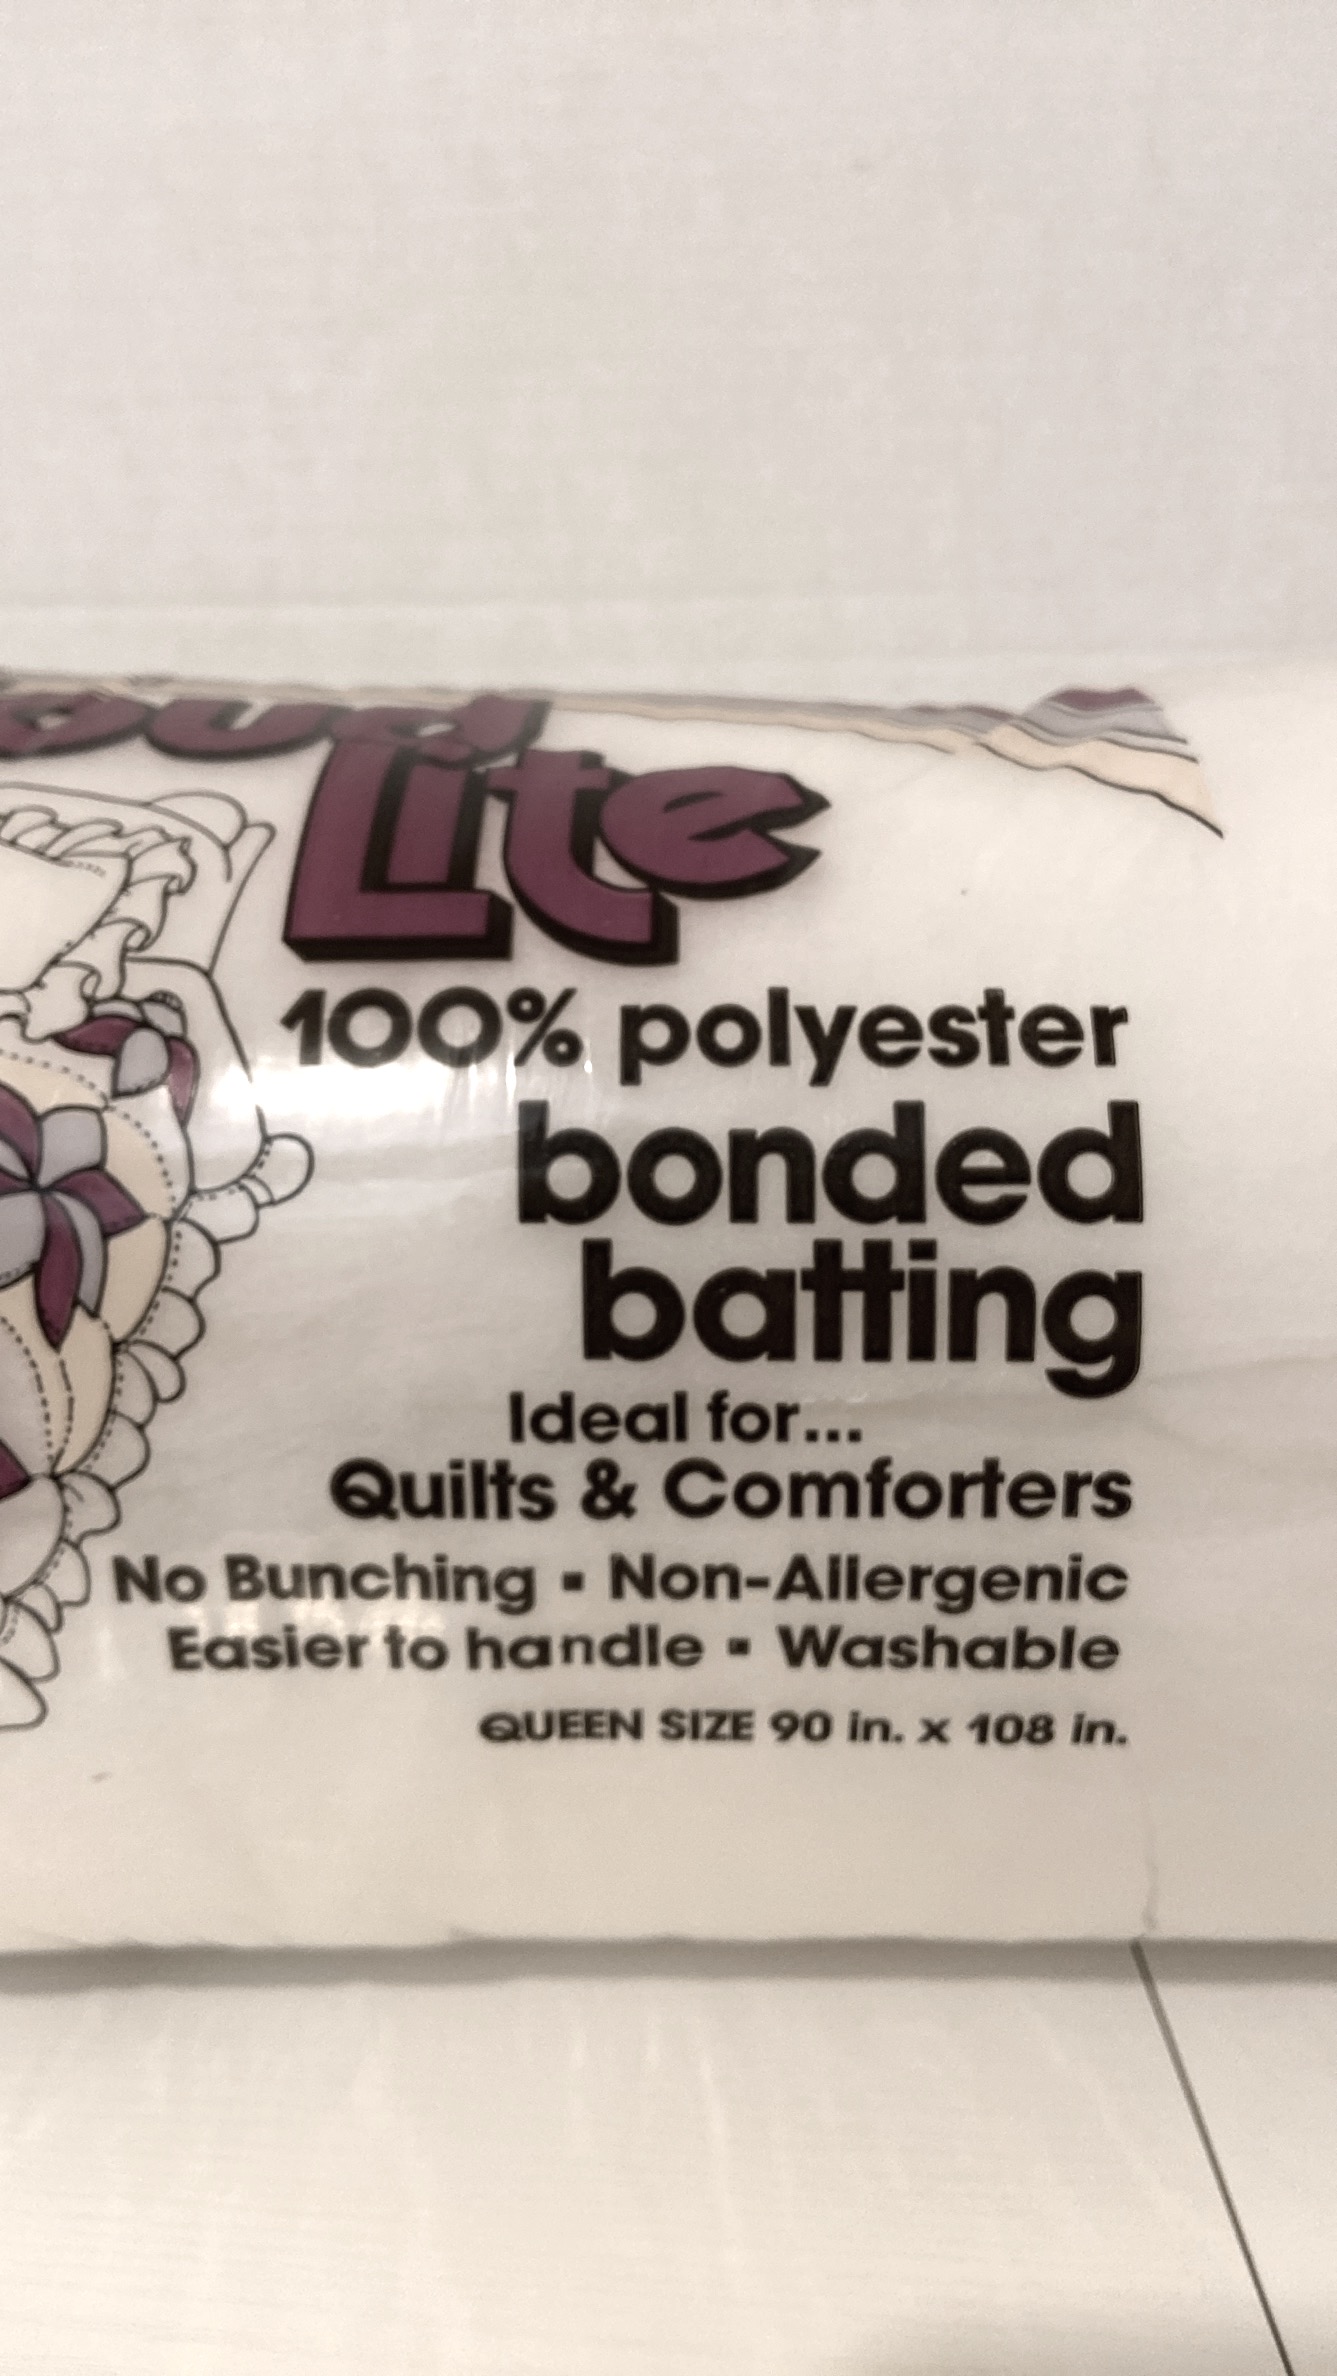 oud
Lite
100% polyester
bonded
batting
Ideal for...
Quilts & Comforters
No Bunching ▪ Non-Allergenic
Easier to handle ▪ Washable
QUEEN SIZE 90 in. x 108 in.